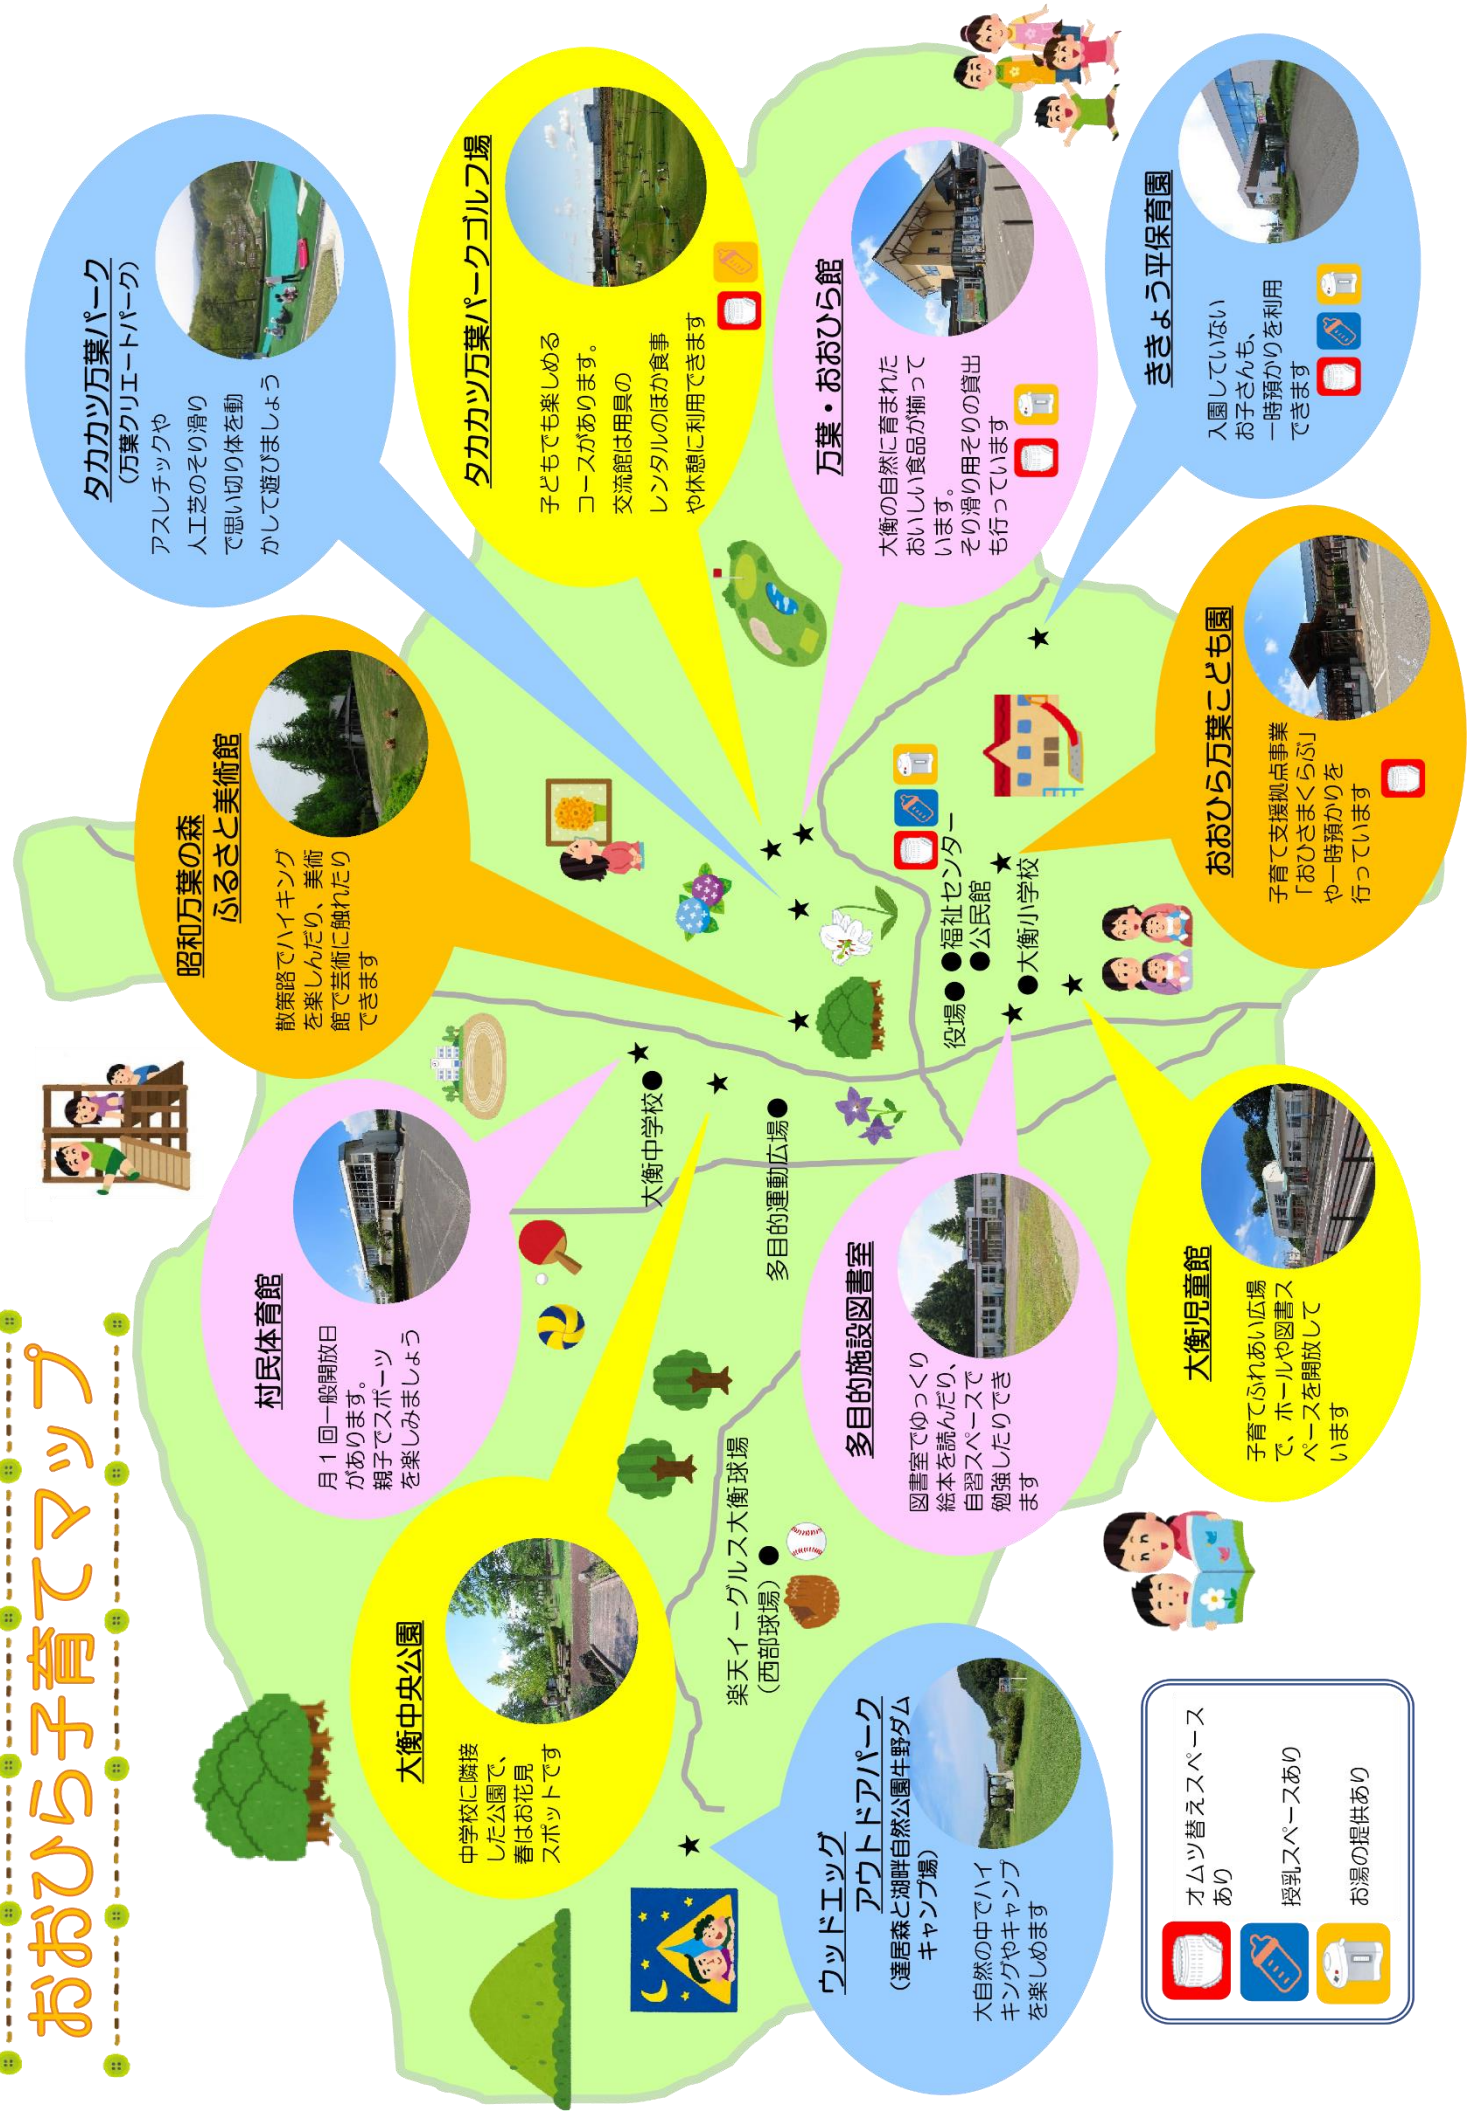 おおひら子育てマップ
昭和万葉の森
ふるさと美術館
散策路でハイキング
を楽しんだり、美術
館で芸術に触れたり
できます
タカカツ万葉パーク
（万葉クリエートパーク）
アスレチックや
人工芝のそり滑り
で思い切り体を動
かして遊びましょう
村民体育館
月１回一般開放日
があります。
親子でスポーツ
を楽しみましょう
タカカツ万葉パークゴルフ場
子どもでも楽しめる
コースがあります。
交流館は用具の
レンタルのほか食事
や休憩に利用できます
大衡中央公園
中学校に隣接
した公園で、
春はお花見
スポットです
大衡中学校
多目的運動広場
楽天イーグルス大衡球場
（西部球場）
万葉・おおひら館
大衡の自然に育まれた
おいしい食品が揃って
います。
そり滑り用そりの貸出
も行っています
ウッドエッグ
アウトドアパーク
（達居森と湖畔自然公園牛野ダム
キャンプ場）
大自然の中でハイ
キングやキャンプ
を楽しめます
多目的施設図書室
図書室でゆっくり
絵本を読んだり、
自習スペースで
勉強したりでき
ます
役場
福祉センター
公民館
大衡小学校
ききょう平保育園
入園していない
お子さんも、
一時預かりを利用
できます
大衡児童館
子育てふれあい広場
で、ホールや図書ス
ペースを開放して
います
おおひら万葉こども園
子育て支援拠点事業
「おひさまくらぶ」
や一時預かりを
行っています
オムツ替えスペース
あり
授乳スペースあり
お湯の提供あり